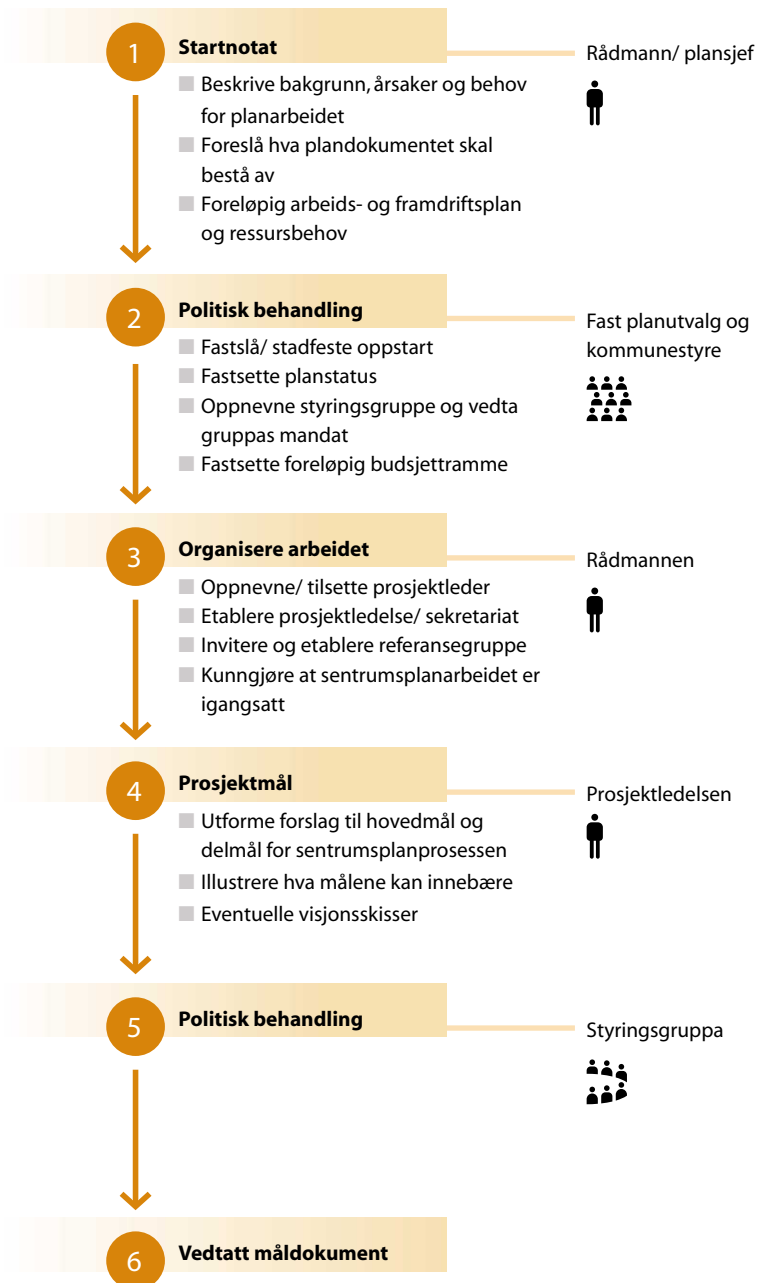 1
Startnotat
Rådmann/ plansjef
Beskrive bakgrunn, årsaker og behov
for planarbeidet
Foreslå hva plandokumentet skal
bestå av
Foreløpig arbeids- og framdriftsplan
og ressursbehov
2
Politisk behandling
Fast planutvalg og
kommunestyre
Fastslå/ stadfeste oppstart
Fastsette planstatus
Oppnevne styringsgruppe og vedta
gruppas mandat
Fastsette foreløpig budsjettramme
3
Organisere arbeidet
Rådmannen
Oppnevne/ tilsette prosjektleder
Etablere prosjektledelse/ sekretariat
Invitere og etablere referansegruppe
Kunngjøre at sentrumsplanarbeidet er
igangsatt
4
Prosjektmål
Prosjektledelsen
Utforme forslag til hovedmål og
delmål for sentrumsplanprosessen
Illustrere hva målene kan innebære
Eventuelle visjonsskisser
5
Politisk behandling
Styringsgruppa
6
Vedtatt måldokument